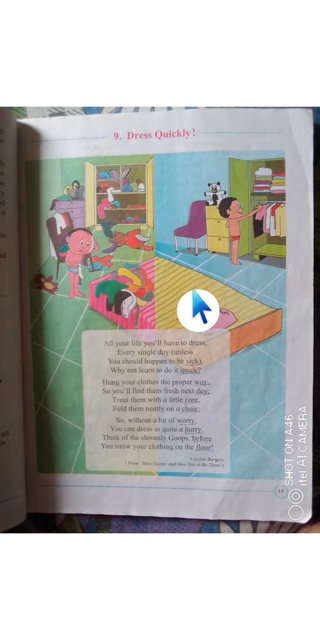 9. Dress Quickly!
All your life you'll have to dress,
Every single day (unless
You should happen to be sick),
Why not learn to do it quick?
Hang your clothes the proper way,
So you'll find them fresh next day;
Treat them with a little care,
Fold them neatly on a chair;
So, without a bit of worry,
You can dress in quite a hurry.
Think of the slovenly Goops, before
You strew your clothing on the floor!
- Gelett Burgess
(From 'More Goops and How Not to Be Them')
19
SHOT ON A46
itel AI CAMERA